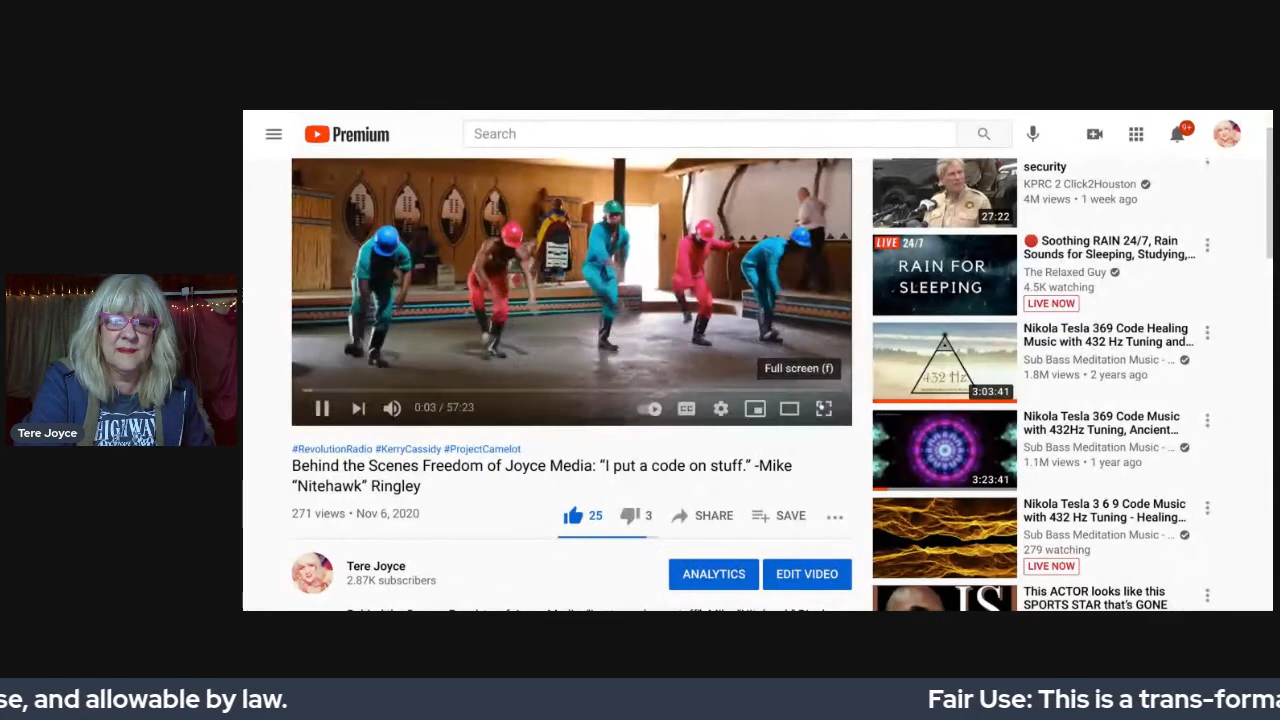 Premium
Search
9+
security
KPRC 2 Click2Houston
4M views • 1 week ago
27:22
LIVE 24/7
RAIN FOR
SLEEPING
🔴 Soothing RAIN 24/7, Rain
Sounds for Sleeping, Studying,...
The Relaxed Guy
4.5K watching
LIVE NOW
432 Hz
3:03:41
Nikola Tesla 369 Code Healing
Music with 432 Hz Tuning and...
Sub Bass Meditation Music - ...
1.8M views • 2 years ago
3:23:41
Nikola Tesla 369 Code Music
with 432Hz Tuning, Ancient...
Sub Bass Meditation Music - ...
1.1M views • 1 year ago
Nikola Tesla 3 6 9 Code Music
with 432 Hz Tuning - Healing...
Sub Bass Meditation Music - ...
279 watching
LIVE NOW
IS
This ACTOR looks like this
SPORTS STAR that's GONE
Full screen (f)
0:03 / 57:23
CC
#RevolutionRadio #KerryCassidy #ProjectCamelot
Behind the Scenes Freedom of Joyce Media: “I put a code on stuff.” -Mike
“Nitehawk” Ringley
271 views • Nov 6, 2020
25
3
SHARE
SAVE
Tere Joyce
2.87K subscribers
ANALYTICS
EDIT VIDEO
Tere Joyce
se, and allowable by law.
Fair Use: This is a trans-forma